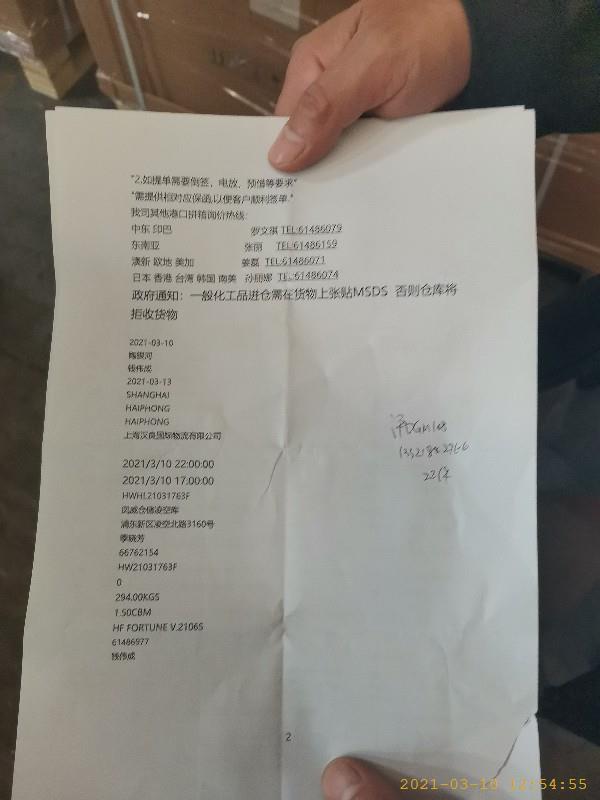 "2.如提单需要倒签、电放、预借等要求"
"需提供相对应保函,以便客户顺利签单."
我司其他港口拼箱询价热线:
中东 印巴 罗文祺 TEL:61486079
东南亚 张丽 TEL:61486159
澳新 欧地 美加 姜磊 TEL:61486071
日本 香港 台湾 韩国 南美 孙丽娜 TEL:61486074
政府通知：一般化工品进仓需在货物上张贴MSDS 否则仓库将
拒收货物
2021-03-10
陶银河
钱伟成
2021-03-13
SHANGHAI
HAIPHONG
HAIPHONG
上海汉良国际物流有限公司
2021/3/10 22:00:00
2021/3/10 17:00:00
HWHL21031763F
凤威仓储凌空库
浦东新区凌空北路3160号
季晓芳
66762154
HW21031763F
0
294.00KGS
1.50CBM
HF FORTUNE V.2106S
61486977
钱伟成
2
2021-03-10 12:54:55